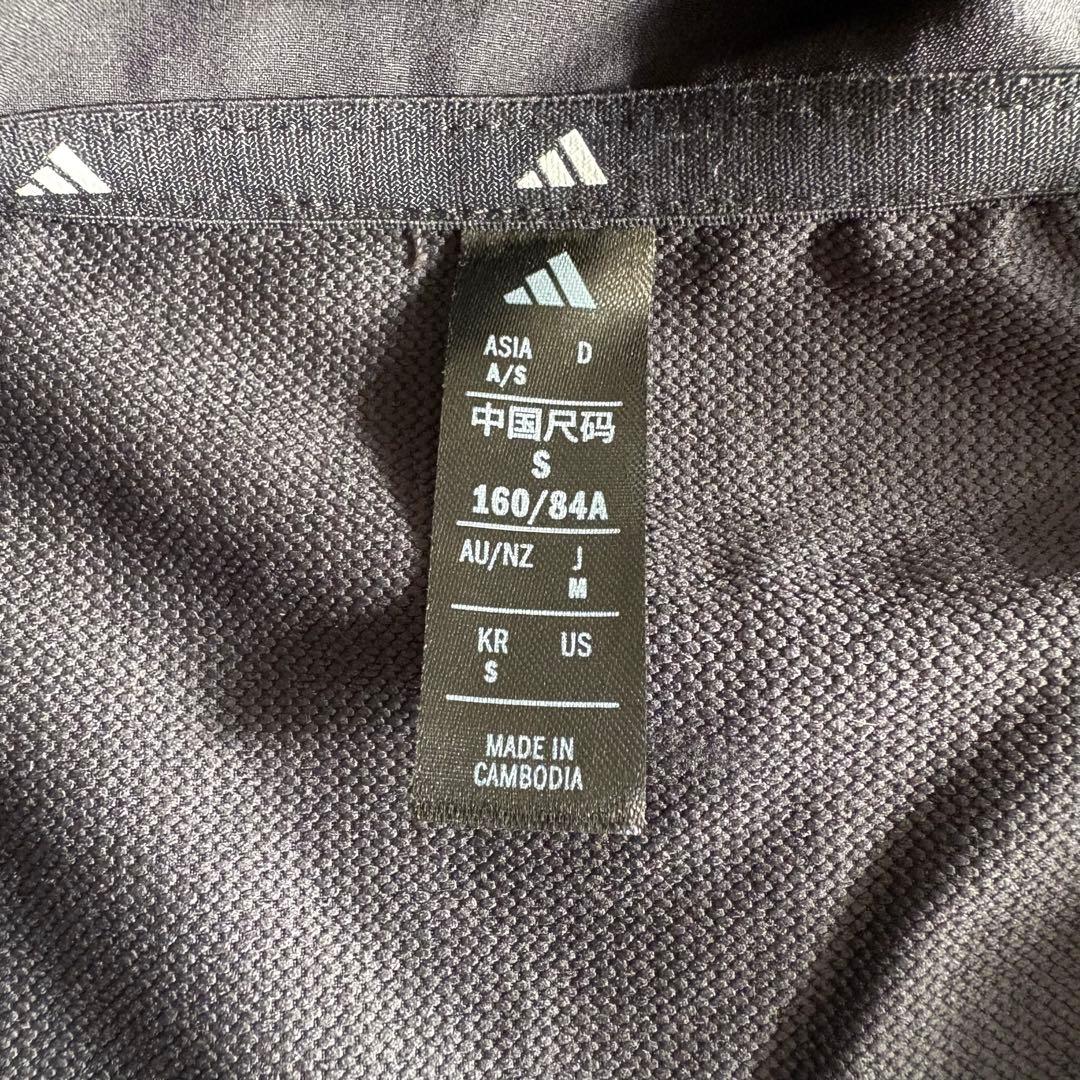 ASIA D
A/S
中国尺码
S
160/84A
AU/NZ J
M
KR US
S
MADE IN
CAMBODIA